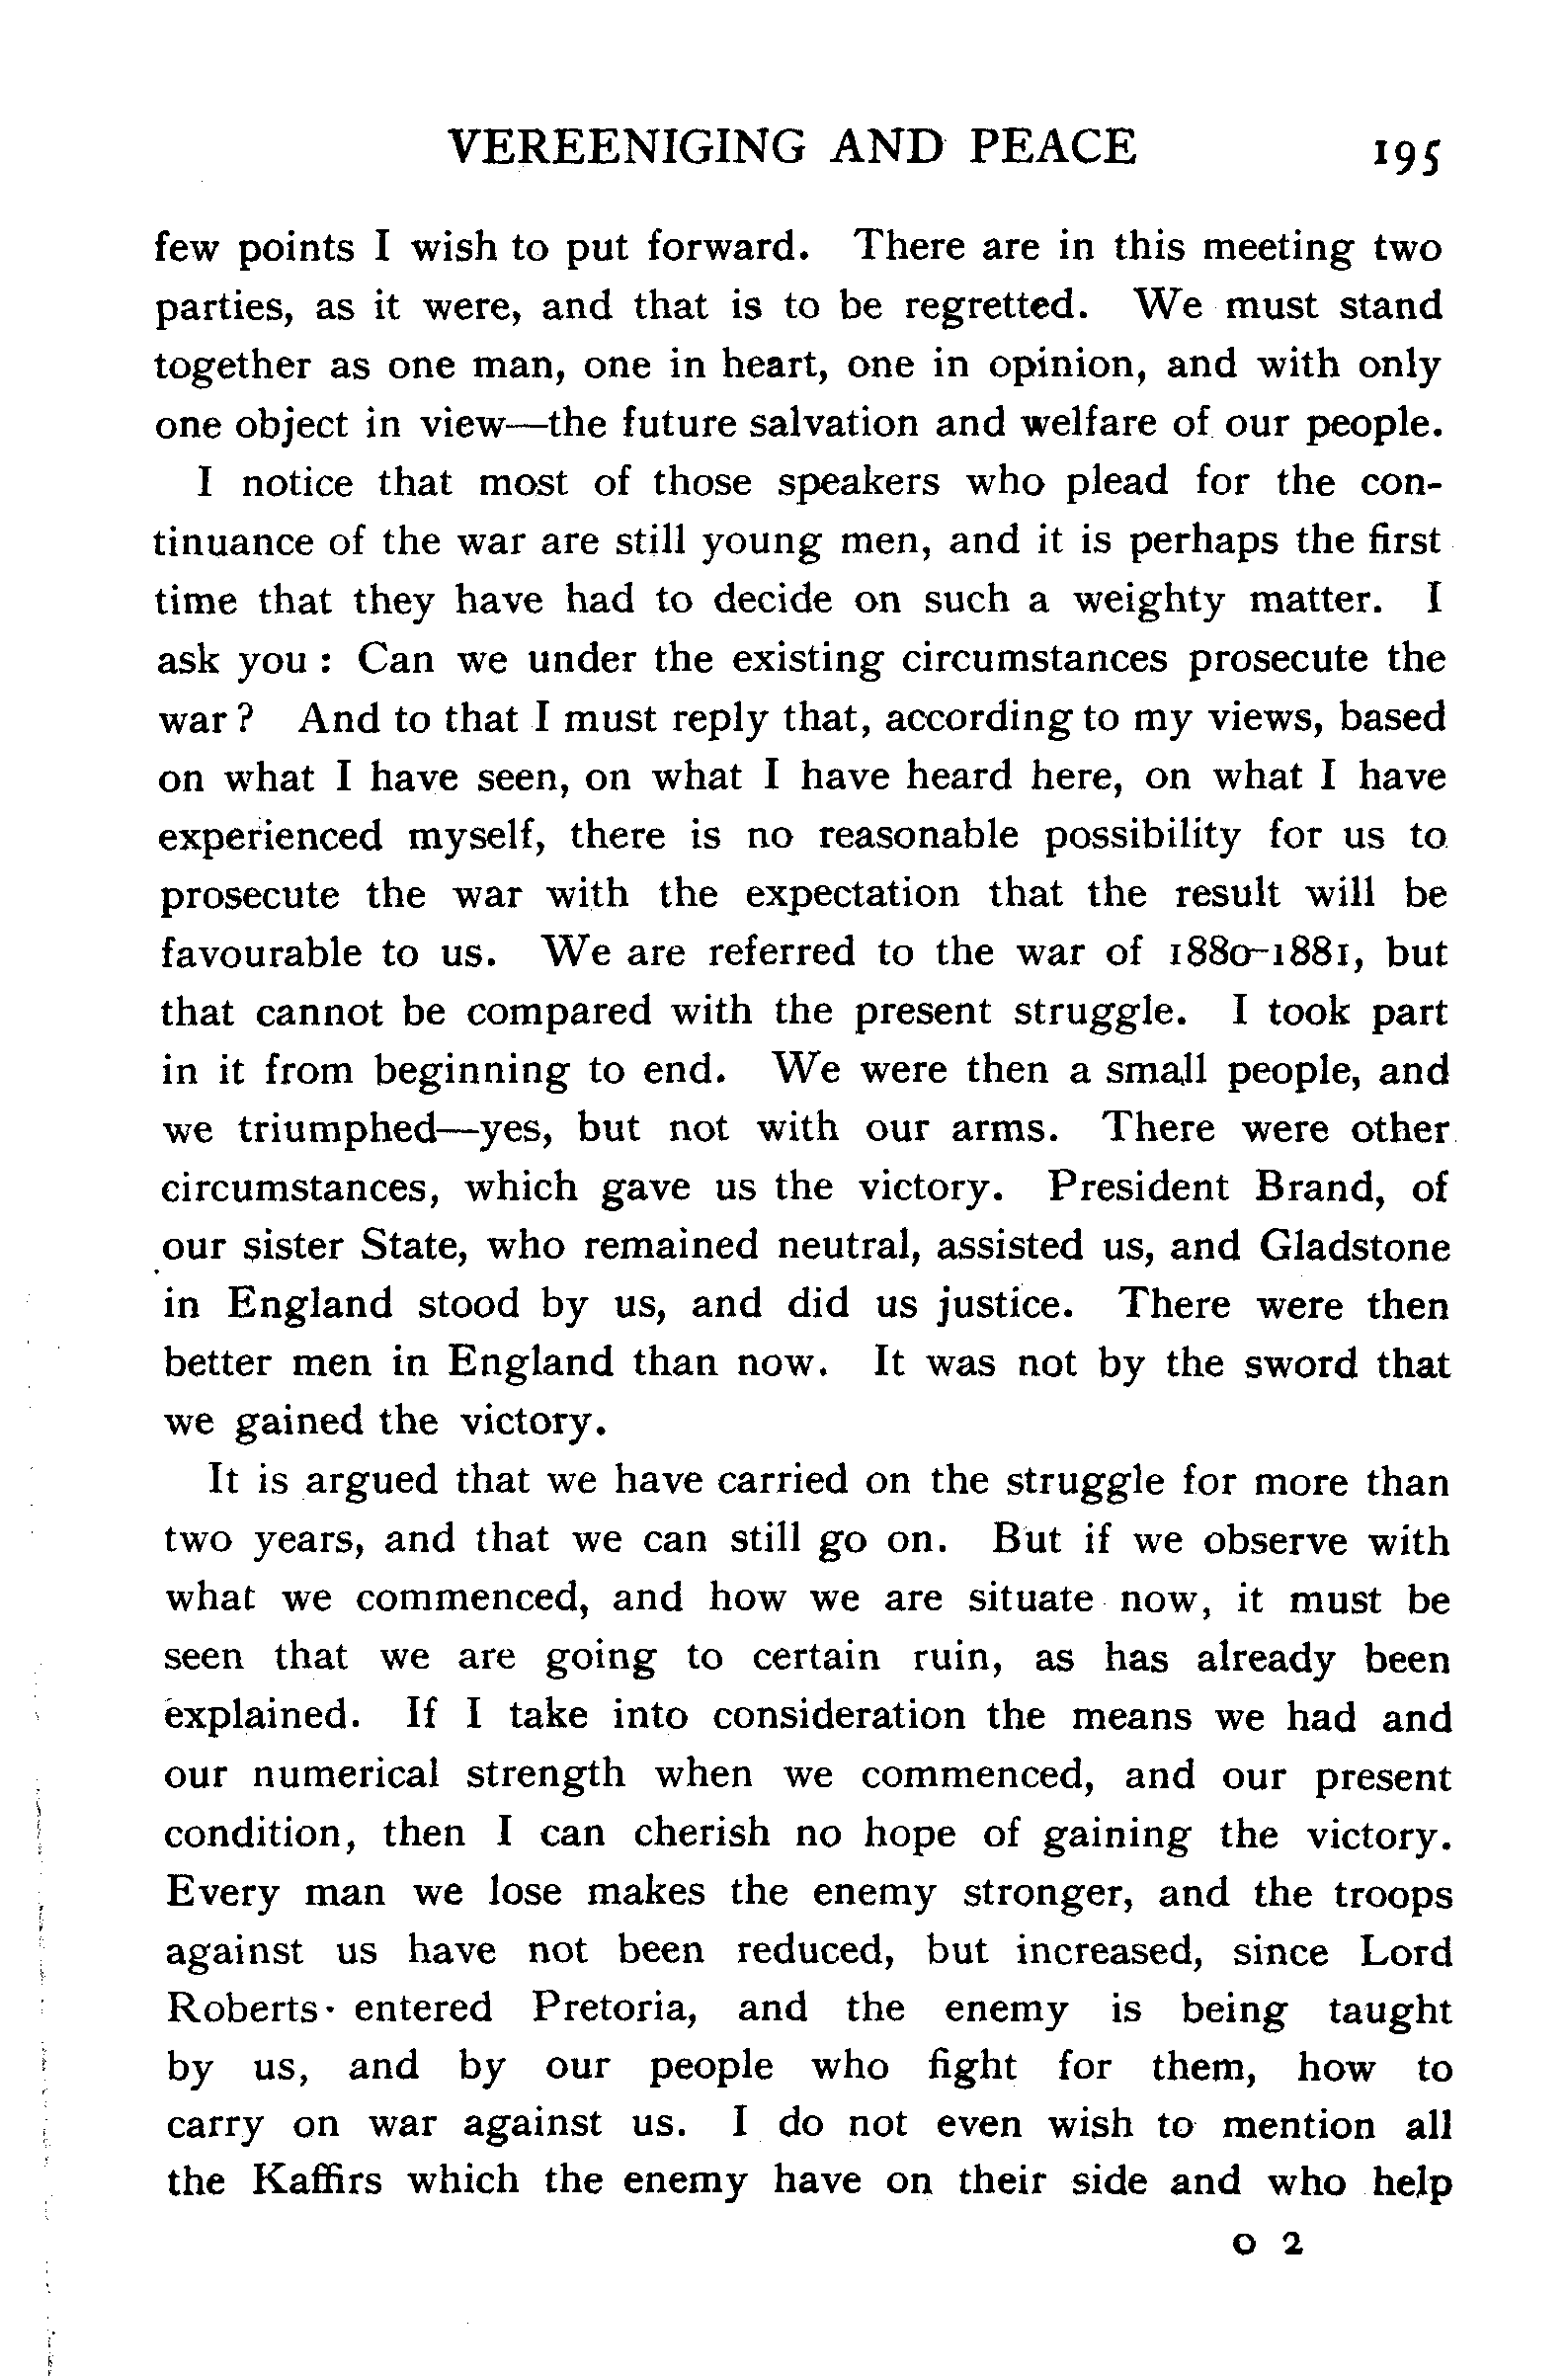 VEREENIGING AND PEACE 195
few points I wish to put forward. There are in this meeting two
parties, as it were, and that is to be regretted. We must stand
together as one man, one in heart, one in opinion, and with only
one object in view—the future salvation and welfare of our people.
I notice that most of those speakers who plead for the con-
tinuance of the war are still young men, and it is perhaps the first
time that they have had to decide on such a weighty matter. I
ask you : Can we under the existing circumstances prosecute the
war ? And to that I must reply that, according to my views, based
on what I have seen, on what I have heard here, on what I have
experienced myself, there is no reasonable possibility for us to
prosecute the war with the expectation that the result will be
favourable to us. We are referred to the war of 1880–1881, but
that cannot be compared with the present struggle. I took part
in it from beginning to end. We were then a small people, and
we triumphed—yes, but not with our arms. There were other
circumstances, which gave us the victory. President Brand, of
our sister State, who remained neutral, assisted us, and Gladstone
in England stood by us, and did us justice. There were then
better men in England than now. It was not by the sword that
we gained the victory.
It is argued that we have carried on the struggle for more than
two years, and that we can still go on. But if we observe with
what we commenced, and how we are situate now, it must be
seen that we are going to certain ruin, as has already been
explained. If I take into consideration the means we had and
our numerical strength when we commenced, and our present
condition, then I can cherish no hope of gaining the victory.
Every man we lose makes the enemy stronger, and the troops
against us have not been reduced, but increased, since Lord
Roberts entered Pretoria, and the enemy is being taught
by us, and by our people who fight for them, how to
carry on war against us. I do not even wish to mention all
the Kaffirs which the enemy have on their side and who help
O 2